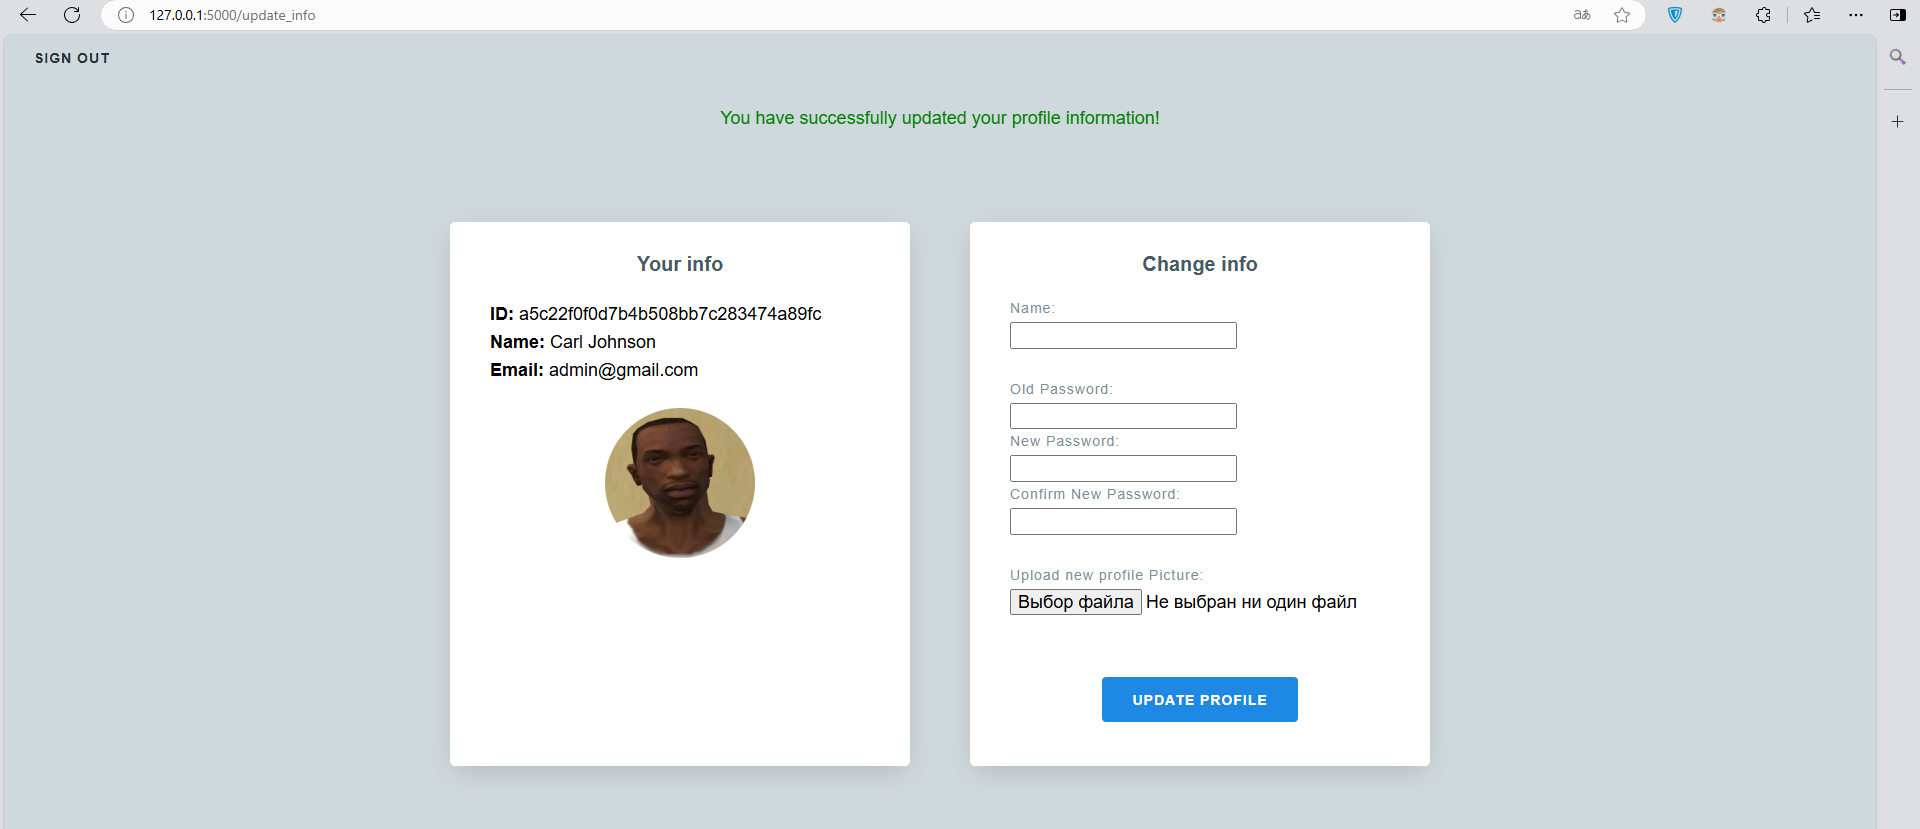 127.0.0.1:5000/update_info
aあ
SIGN OUT
You have successfully updated your profile information!
Your info
ID: a5c22f0f0d7b4b508bb7c283474a89fc
Name: Carl Johnson
Email: admin@gmail.com
Change info
Name:
Old Password:
New Password:
Confirm New Password:
Upload new profile Picture:
Выбор файла Не выбран ни один файл
UPDATE PROFILE